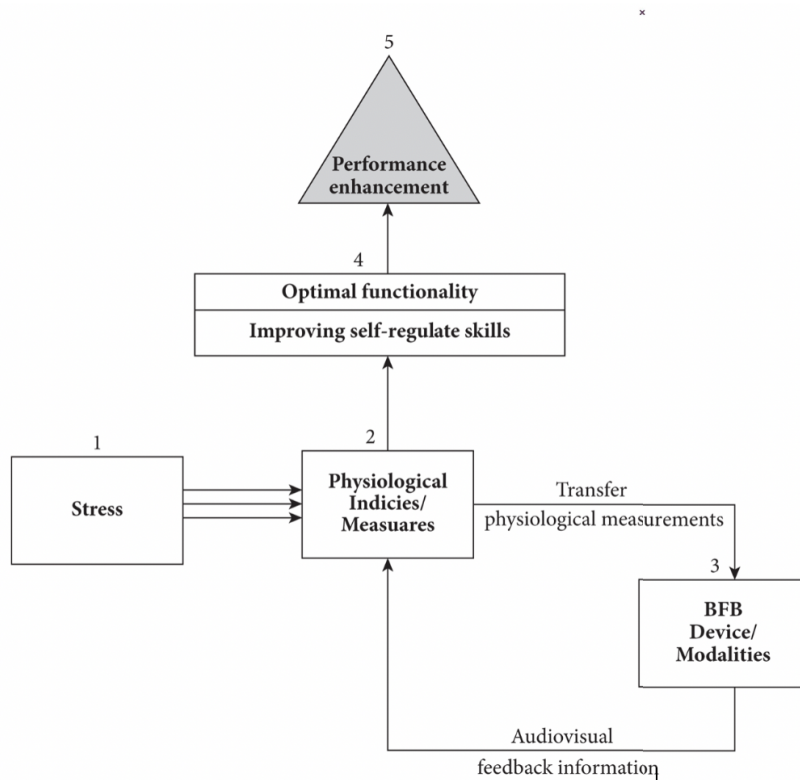 5
Performance
enhancement
4
Optimal functionality
Improving self-regulate skills
1
Stress
2
Physiological
Indicies/
Measuares
Transfer
physiological measurements
3
BFB
Device/
Modalities
Audiovisual
feedback information